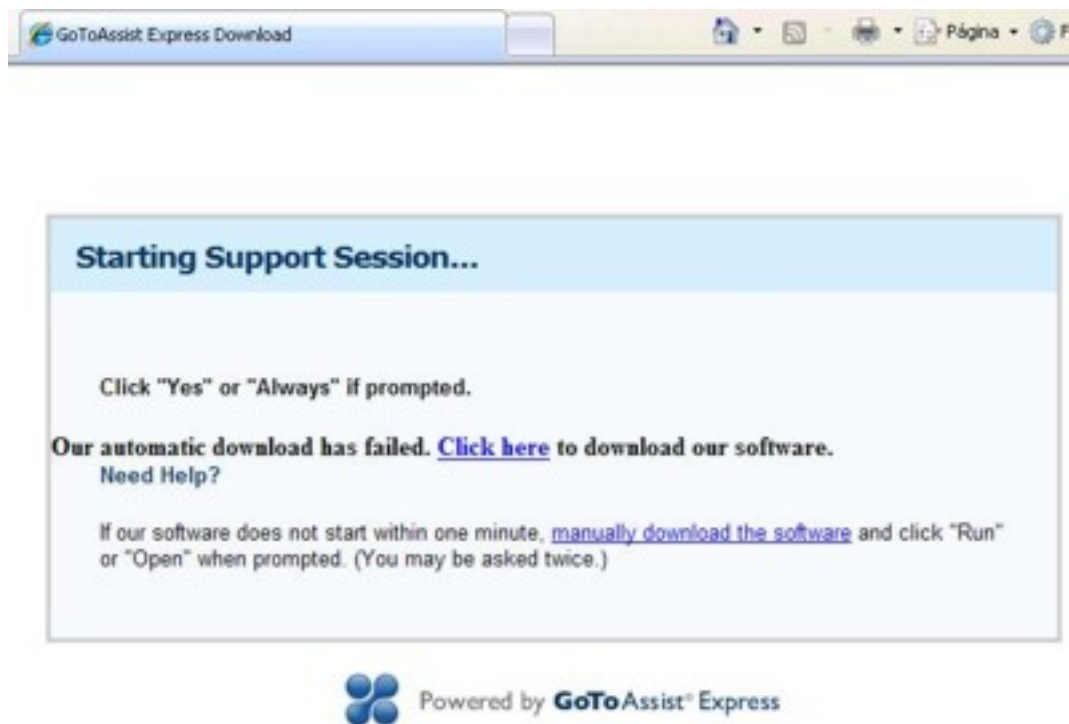 GoToAssist Express Download
Página
Starting Support Session...
Click "Yes" or "Always" if prompted.
Our automatic download has failed. Click here to download our software.
Need Help?
If our software does not start within one minute, manually download the software and click "Run"
or "Open" when prompted. (You may be asked twice.)
Powered by GoToAssist® Express